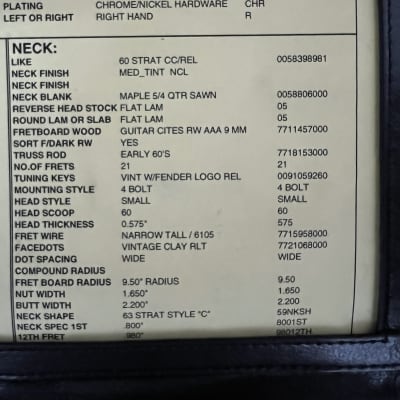 PLATING CHROME/NICKEL HARDWARE CHR
LEFT OR RIGHT RIGHT HAND R
NECK:
LIKE 60 STRAT CC/REL 0058398981
NECK FINISH MED_TINT NCL
NECK FINISH
NECK BLANK MAPLE 5/4 QTR SAWN 0058806000
REVERSE HEAD STOCK FLAT LAM 05
ROUND LAM OR SLAB FLAT LAM 05
FRETBOARD WOOD GUITAR CITES RW AAA 9 MM 7711457000
SORT F/DARK RW YES
TRUSS ROD EARLY 60'S 7718153000
NO.OF FRETS 21 21
TUNING KEYS VINT W/FENDER LOGO REL 0091059260
MOUNTING STYLE 4 BOLT 4 BOLT
HEAD STYLE SMALL SMALL
HEAD SCOOP 60 60
HEAD THICKNESS 0.575" 575
FRET WIRE NARROW TALL / 6105 7715958000
FACEDOTS VINTAGE CLAY RLT 7721068000
DOT SPACING WIDE WIDE
COMPOUND RADIUS
FRET BOARD RADIUS 9.50" RADIUS 9.50
NUT WIDTH 1.650" 1.650
BUTT WIDTH 2.200" 2.200
NECK SHAPE 63 STRAT STYLE "C" 59NKSH
NECK SPEC 1ST .800" 8001ST
12TH FRET .980" 98012TH